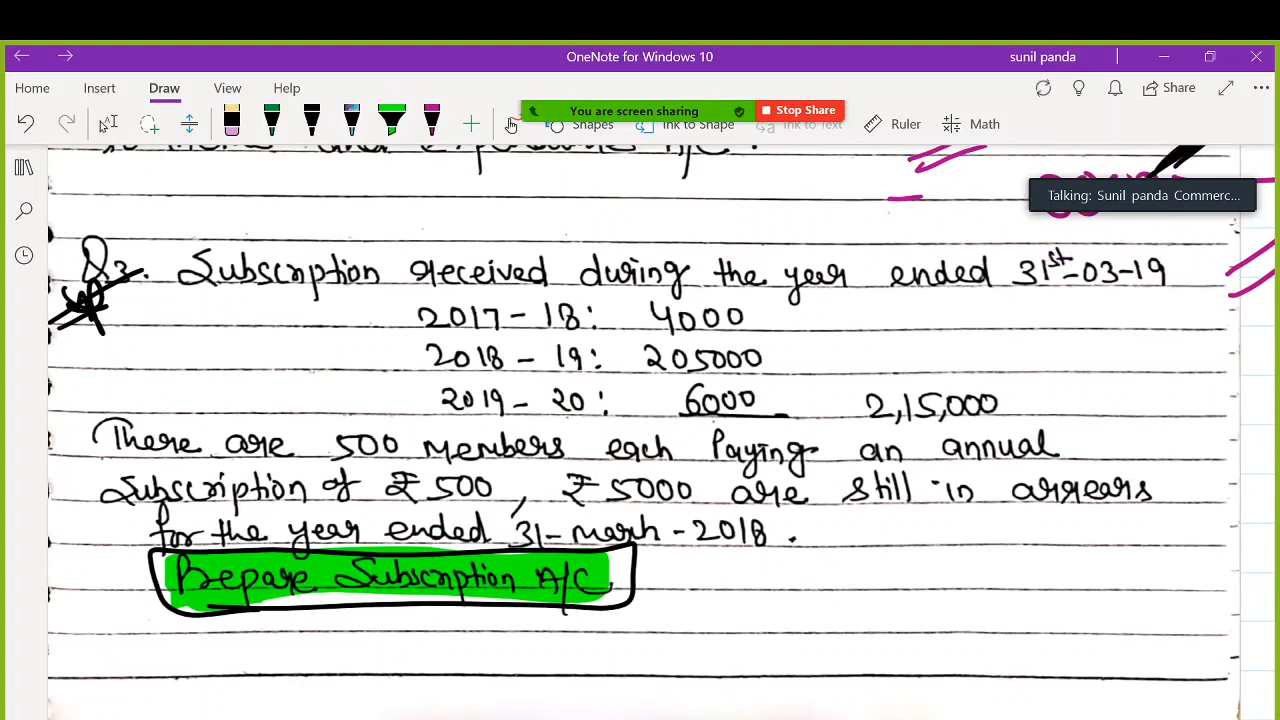 OneNote for Windows 10
sunil panda
Home Insert Draw View Help
Share
You are screen sharing
Stop Share
Shapes
Ink to Shape
Ink to Text
Ruler
Math
Talking: Sunil panda Commerc...
Subscription received during the year ended 31st-03-19
2017 - 18: 4000
2018 - 19: 205000
2019 - 20: 6000 2,15,000
There are 500 members each Paying an annual
Subscription of ₹500, ₹5000 are still in arrears
for the year ended 31-march-2018.
Prepare Subscription A/C